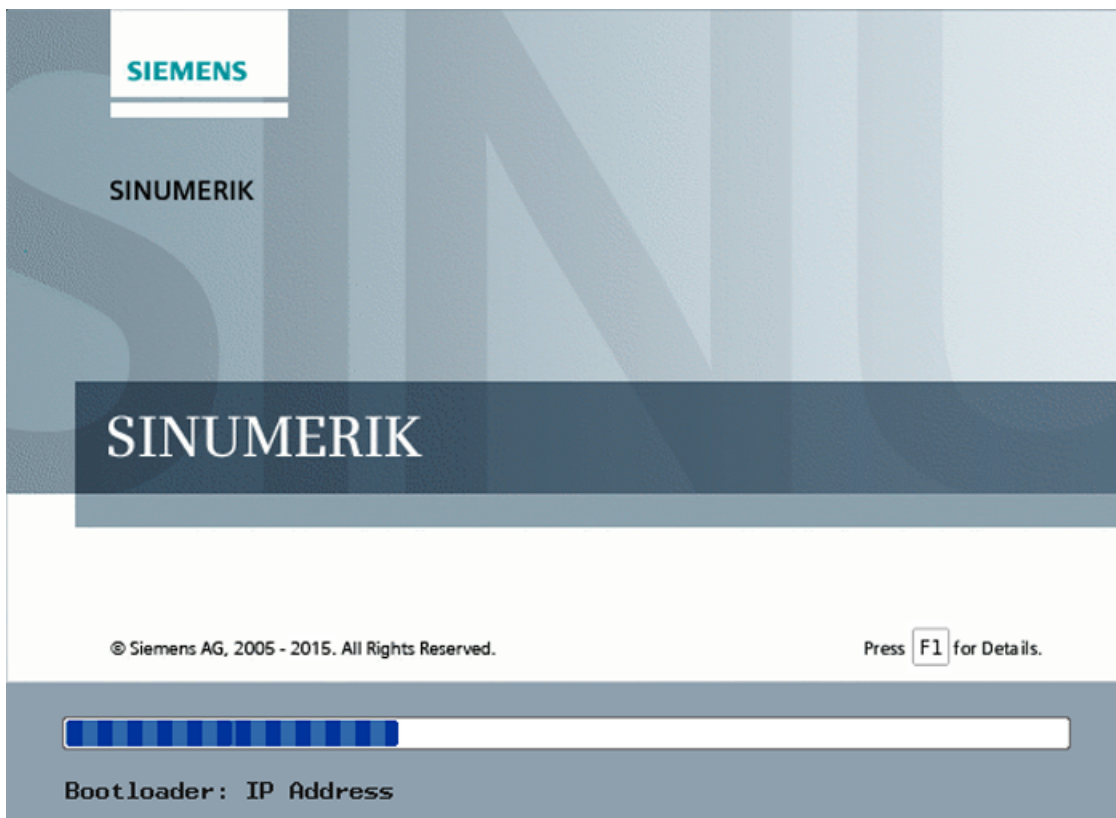 SIEMENS
SINUMERIK
SINUMERIK
© Siemens AG, 2005 - 2015. All Rights Reserved.
Press F1 for Details.
Bootloader: IP Address